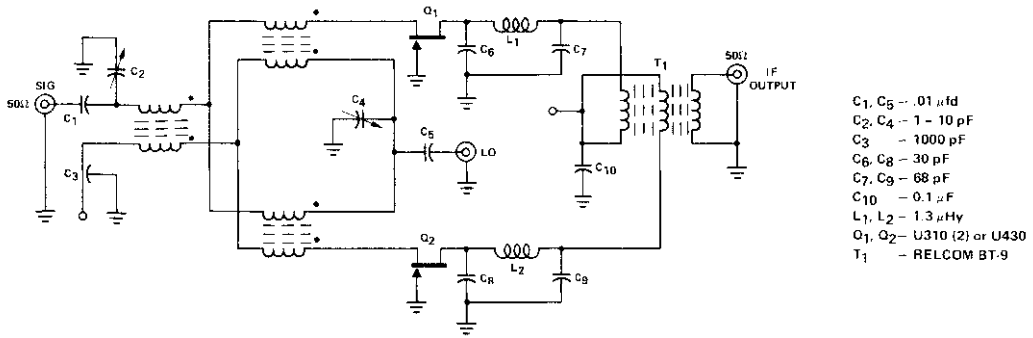 Q1
L1
C6
C7
C2
SIG
50Ω
C1
C3
C4
C5
LO
T1
50Ω
IF
OUTPUT
C10
Q2
L2
C8
C9
C1, C5 – .01 µfd
C2, C4 – 1 – 10 pF
C3 – 1000 pF
C6, C8 – 30 pF
C7, C9 – 68 pF
C10 – 0.1 µF
L1, L2 – 1.3 µHy
Q1, Q2 – U310 (2) or U430
T1 – RELCOM BT-9